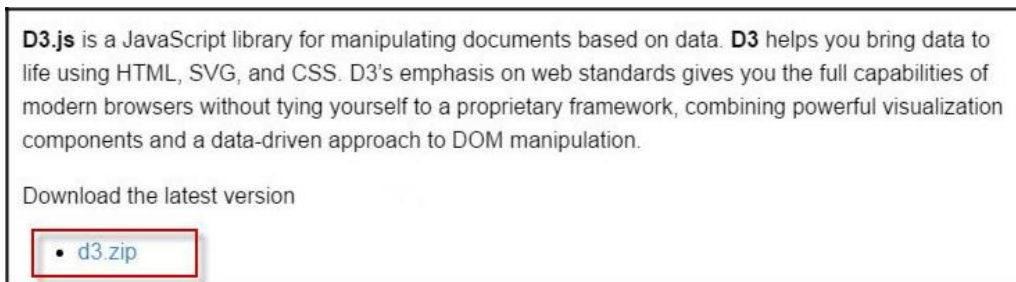 D3.js is a JavaScript library for manipulating documents based on data. D3 helps you bring data to
life using HTML, SVG, and CSS. D3's emphasis on web standards gives you the full capabilities of
modern browsers without tying yourself to a proprietary framework, combining powerful visualization
components and a data-driven approach to DOM manipulation.
Download the latest version
• d3.zip